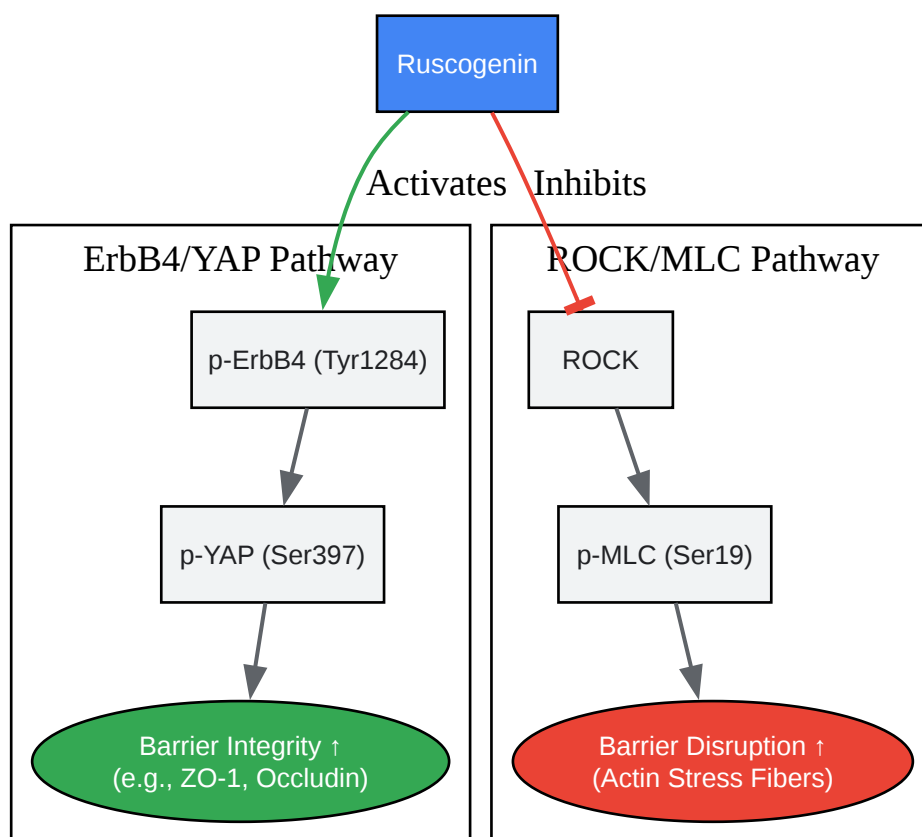 Ruscogenin
Activates
Inhibits
ErbB4/YAP Pathway
ROCK/MLC Pathway
p-ErbB4 (Tyr1284)
ROCK
p-YAP (Ser397)
p-MLC (Ser19)
Barrier Integrity ↑
(e.g., ZO-1, Occludin)
Barrier Disruption ↑
(Actin Stress Fibers)